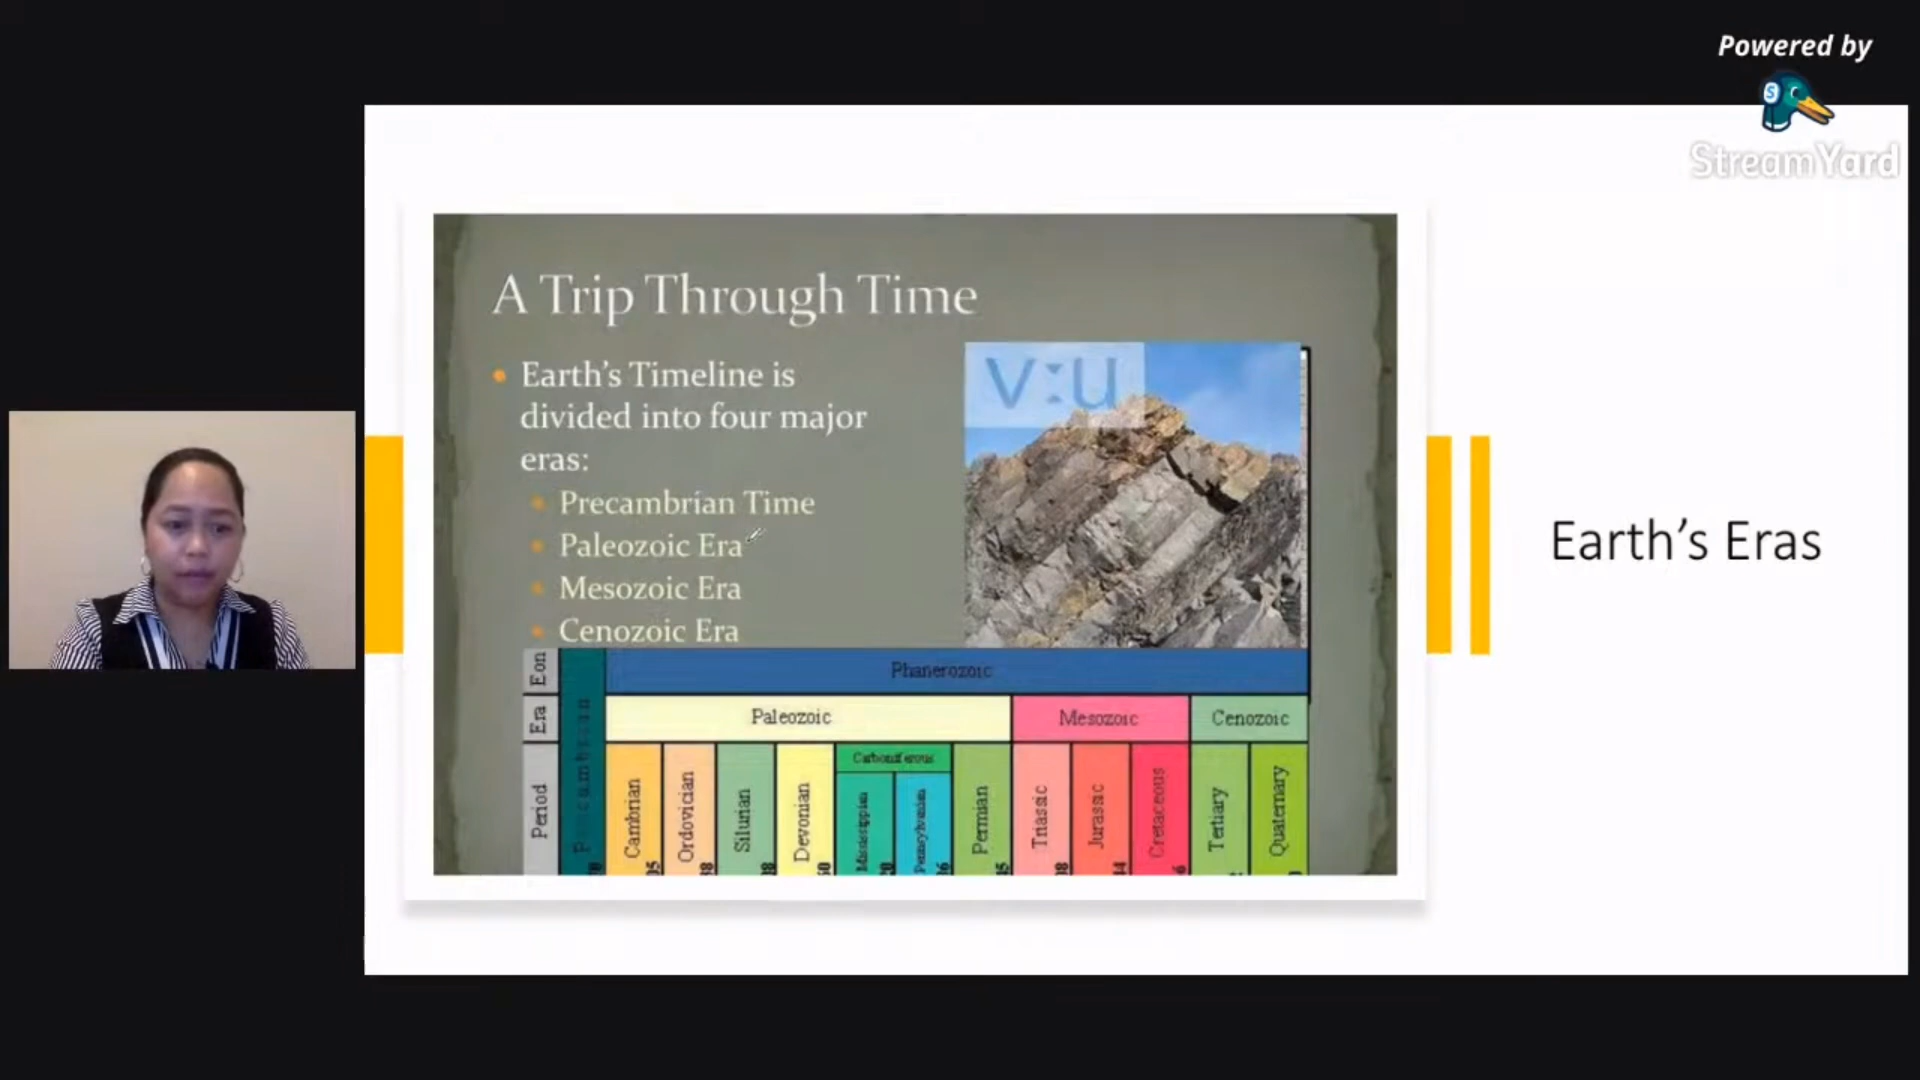 Powered by
StreamYard
A Trip Through Time
Earth's Timeline is
divided into four major
eras:
Precambrian Time
Paleozoic Era
Mesozoic Era
Cenozoic Era
V:U
Eon
Phanerozoic
Era
Precambrian
Paleozoic
Mesozoic
Cenozoic
Period
Cambrian
Ordovician
Silurian
Devonian
Carboniferous
Mississippian
Pennsylvanian
Permian
Triassic
Jurassic
Cretaceous
Tertiary
Quaternary
Earth's Eras